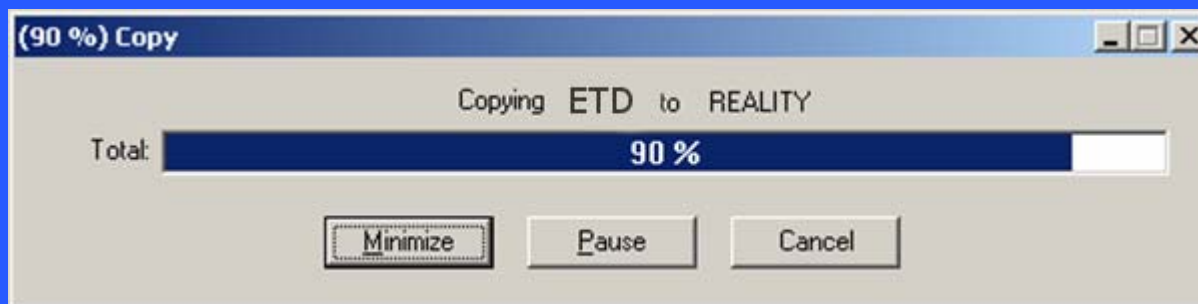 (90 %) Copy
Copying ETD to REALITY
Total: 90 %
Minimize Pause Cancel